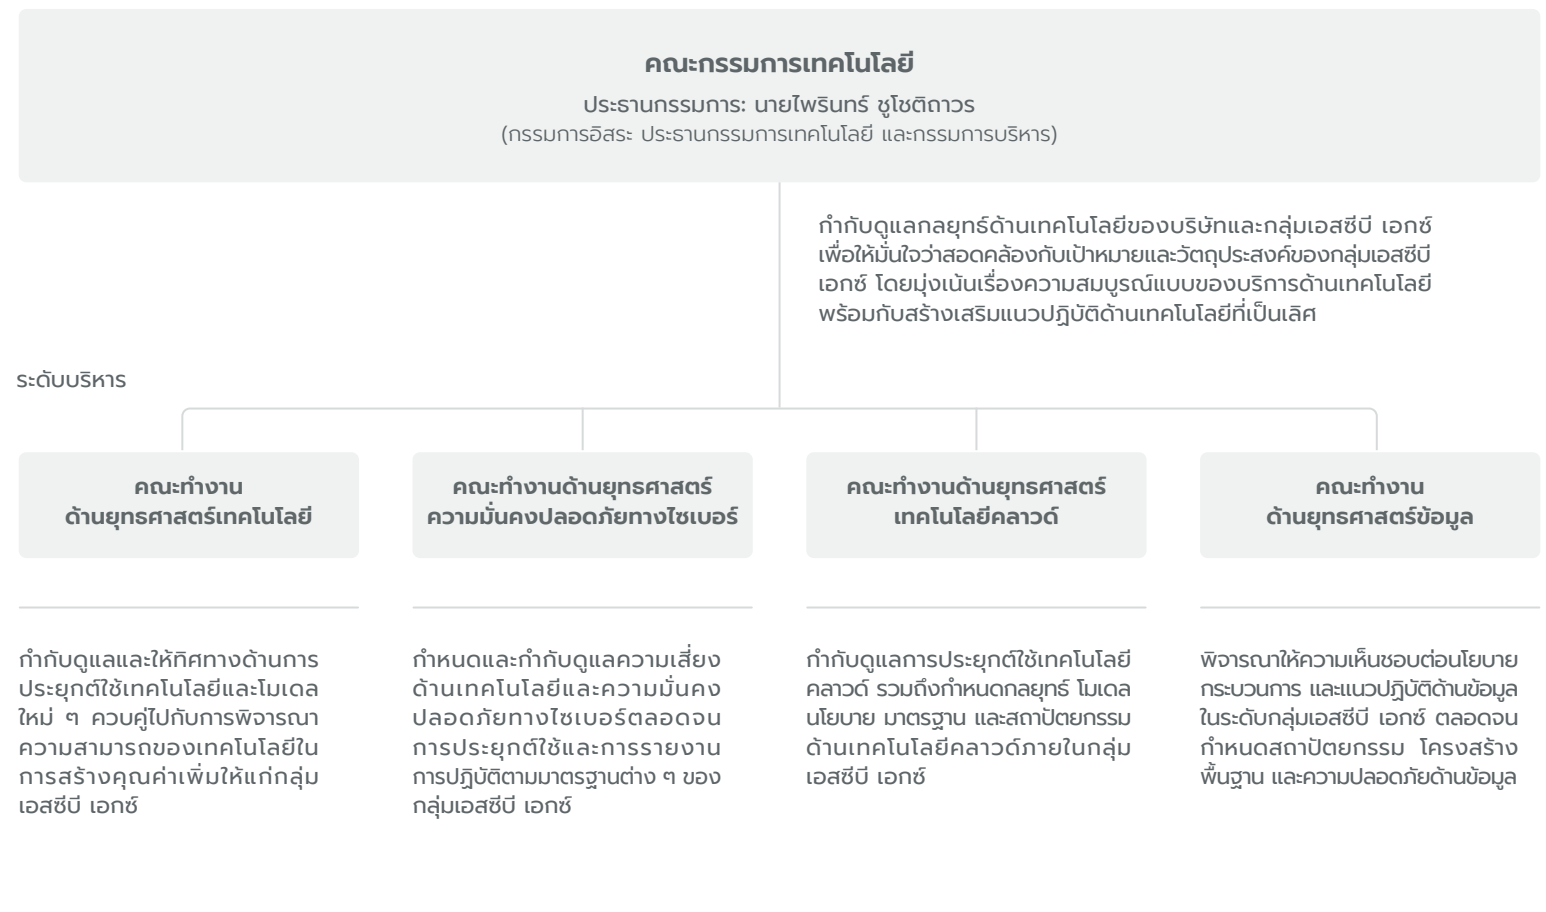 คณะกรรมการเทคโนโลยี
ประธานกรรมการ: นายไพรินทร์ ชูโชติถาวร
(กรรมการอิสระ ประธานกรรมการเทคโนโลยี และกรรมการบริหาร)
กำกับดูแลกลยุทธ์ด้านเทคโนโลยีของบริษัทและกลุ่มเอสซีบี เอกซ์
เพื่อให้มั่นใจว่าสอดคล้องกับเป้าหมายและวัตถุประสงค์ของกลุ่มเอสซีบี
เอกซ์ โดยมุ่งเน้นเรื่องความสมบูรณ์แบบของบริการด้านเทคโนโลยี
พร้อมกับสร้างเสริมแนวปฏิบัติด้านเทคโนโลยีที่เป็นเลิศ
ระดับบริหาร
คณะทำงาน
ด้านยุทธศาสตร์เทคโนโลยี
กำกับดูแลและให้ทิศทางด้านการ
ประยุกต์ใช้เทคโนโลยีและโมเดล
ใหม่ ๆ ควบคู่ไปกับการพิจารณา
ความสามารถของเทคโนโลยีใน
การสร้างคุณค่าเพิ่มให้แก่กลุ่ม
เอสซีบี เอกซ์
คณะทำงานด้านยุทธศาสตร์
ความมั่นคงปลอดภัยทางไซเบอร์
กำหนดและกำกับดูแลความเสี่ยง
ด้านเทคโนโลยีและความมั่นคง
ปลอดภัยทางไซเบอร์ตลอดจน
การประยุกต์ใช้และการรายงาน
การปฏิบัติตามมาตรฐานต่าง ๆ ของ
กลุ่มเอสซีบี เอกซ์
คณะทำงานด้านยุทธศาสตร์
เทคโนโลยีคลาวด์
กำกับดูแลการประยุกต์ใช้เทคโนโลยี
คลาวด์ รวมถึงกำหนดกลยุทธ์ โมเดล
นโยบาย มาตรฐาน และสถาปัตยกรรม
ด้านเทคโนโลยีคลาวด์ภายในกลุ่ม
เอสซีบี เอกซ์
คณะทำงาน
ด้านยุทธศาสตร์ข้อมูล
พิจารณาให้ความเห็นชอบต่อนโยบาย
กระบวนการ และแนวปฏิบัติด้านข้อมูล
ในระดับกลุ่มเอสซีบี เอกซ์ ตลอดจน
กำหนดสถาปัตยกรรม โครงสร้าง
พื้นฐาน และความปลอดภัยด้านข้อมูล